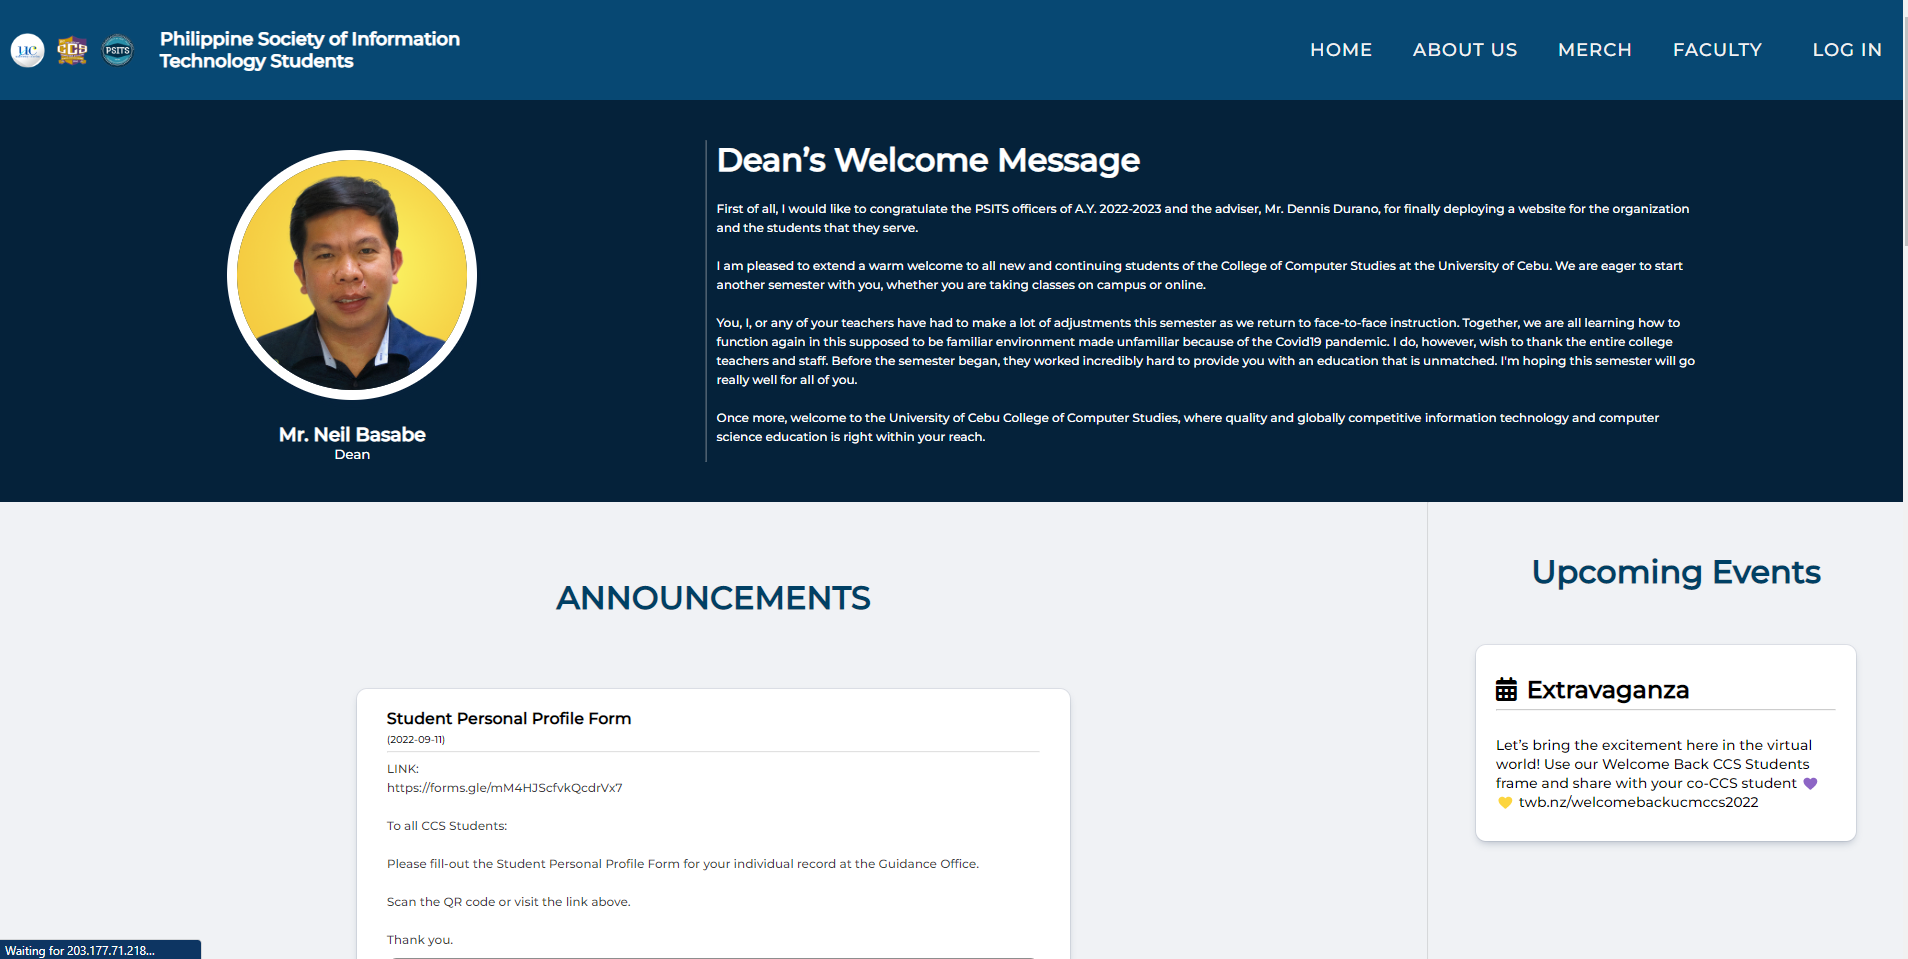 UC
CCS
PSITS
Philippine Society of Information
Technology Students
HOME
ABOUT US
MERCH
FACULTY
LOG IN
Mr. Neil Basabe
Dean
Dean’s Welcome Message
First of all, I would like to congratulate the PSITS officers of A.Y. 2022-2023 and the adviser, Mr. Dennis Durano, for finally deploying a website for the organization
and the students that they serve.
I am pleased to extend a warm welcome to all new and continuing students of the College of Computer Studies at the University of Cebu. We are eager to start
another semester with you, whether you are taking classes on campus or online.
You, I, or any of your teachers have had to make a lot of adjustments this semester as we return to face-to-face instruction. Together, we are all learning how to
function again in this supposed to be familiar environment made unfamiliar because of the Covid19 pandemic. I do, however, wish to thank the entire college
teachers and staff. Before the semester began, they worked incredibly hard to provide you with an education that is unmatched. I'm hoping this semester will go
really well for all of you.
Once more, welcome to the University of Cebu College of Computer Studies, where quality and globally competitive information technology and computer
science education is right within your reach.
ANNOUNCEMENTS
Student Personal Profile Form
(2022-09-11)
LINK:
https://forms.gle/mM4HJScfvkQcdrVx7
To all CCS Students:
Please fill-out the Student Personal Profile Form for your individual record at the Guidance Office.
Scan the QR code or visit the link above.
Thank you.
Upcoming Events
Extravaganza
Let’s bring the excitement here in the virtual
world! Use our Welcome Back CCS Students
frame and share with your co-CCS student 💜
💛 twb.nz/welcomebackucmccs2022
Waiting for 203.177.71.218...